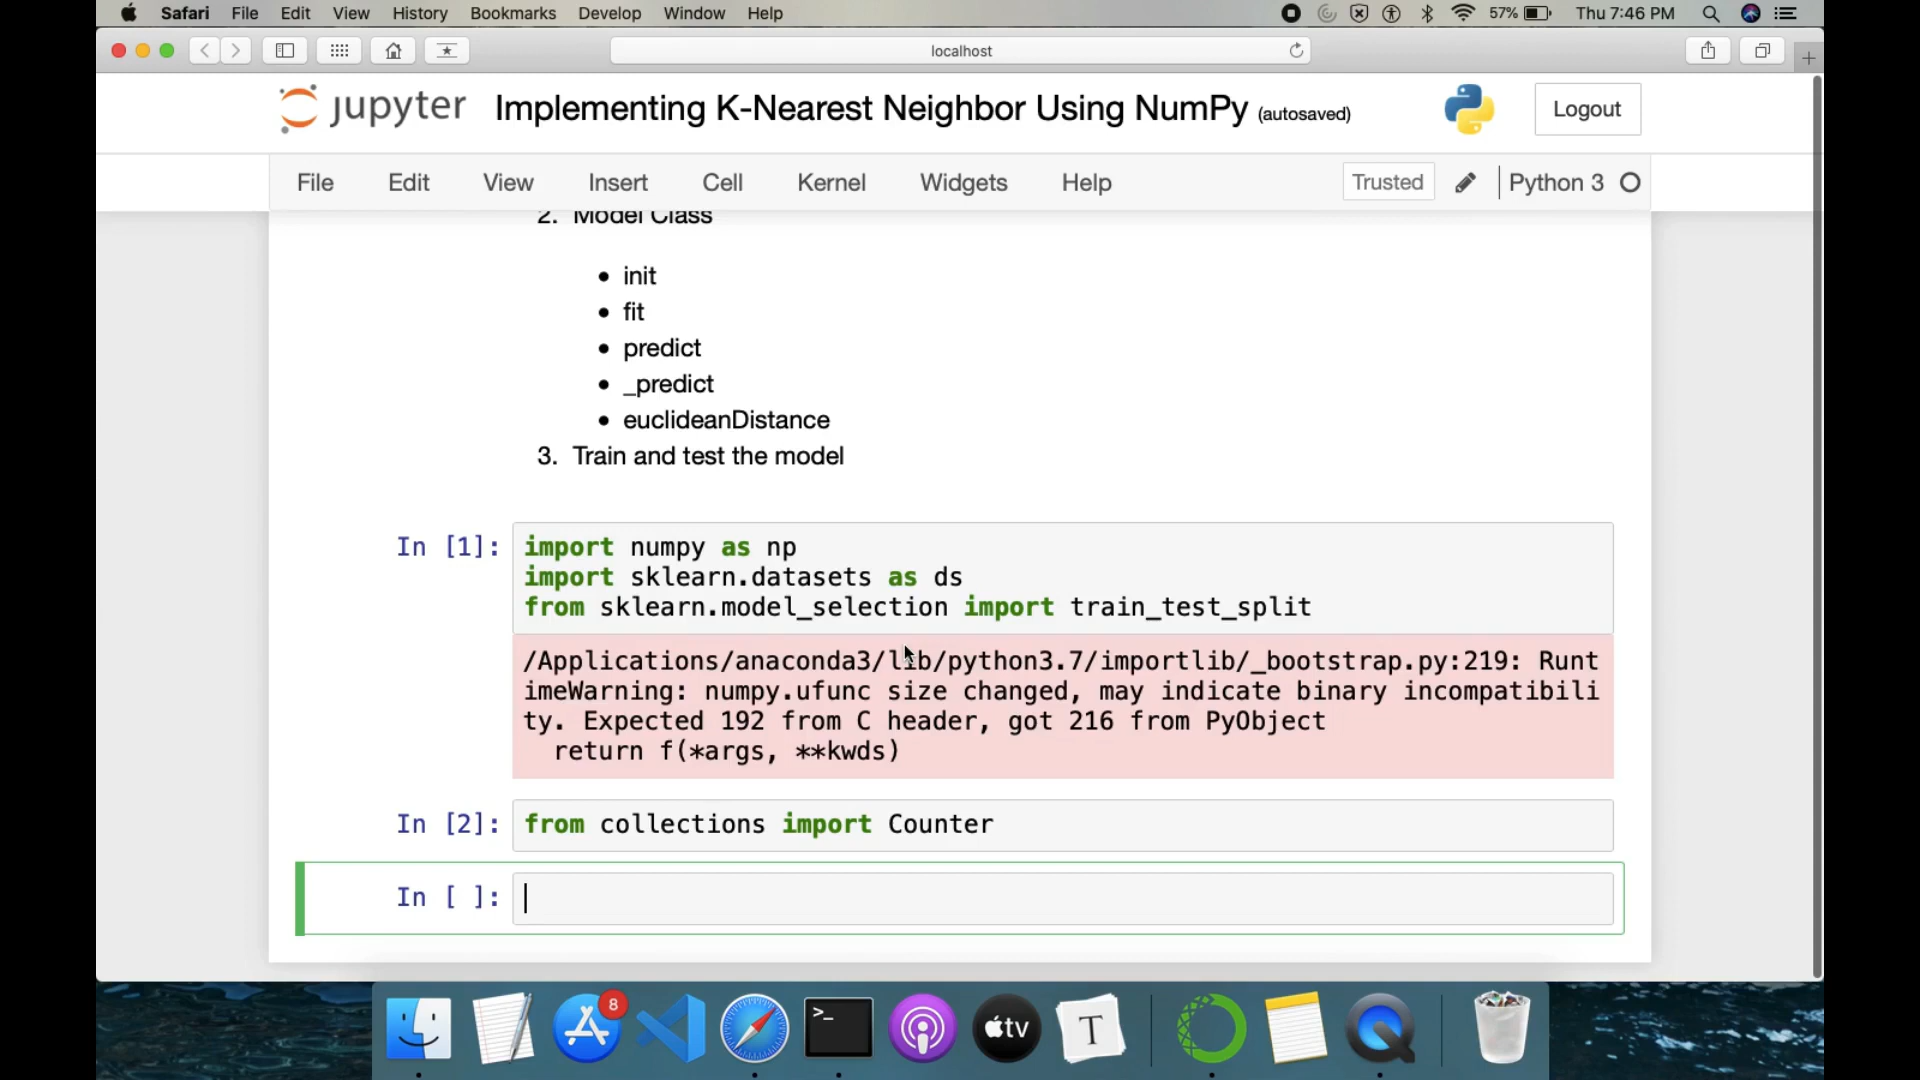 Safari File Edit View History Bookmarks Develop Window Help 57% Thu 7:46 PM
localhost
jupyter Implementing K-Nearest Neighbor Using NumPy (autosaved) Logout
File Edit View Insert Cell Kernel Widgets Help Trusted Python 3
2. Model Class
• init
• fit
• predict
• _predict
• euclideanDistance
3. Train and test the model
In [1]: import numpy as np
import sklearn.datasets as ds
from sklearn.model_selection import train_test_split
/Applications/anaconda3/lib/python3.7/importlib/_bootstrap.py:219: Runt
imeWarning: numpy.ufunc size changed, may indicate binary incompatibili
ty. Expected 192 from C header, got 216 from PyObject
return f(*args, **kwds)
In [2]: from collections import Counter
In [ ]:
8
>_
tv
T